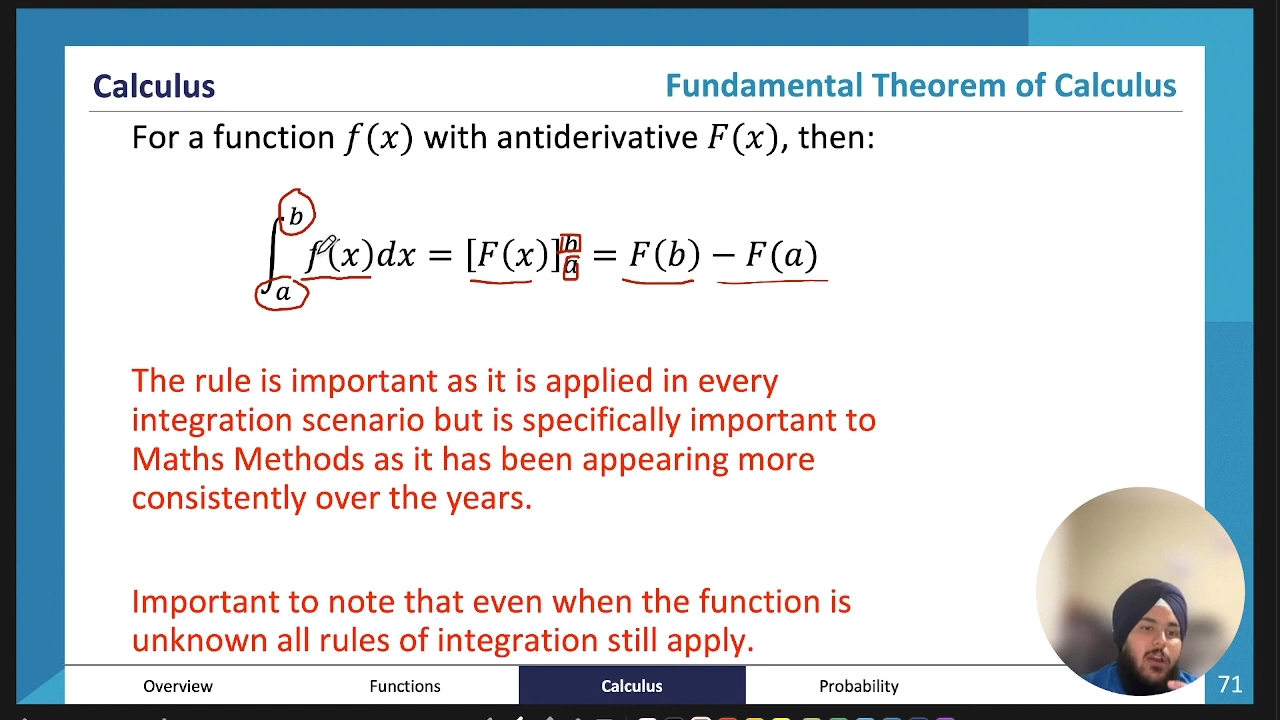 Calculus
Fundamental Theorem of Calculus
For a function f(x) with antiderivative F(x), then:
∫_a^b f(x)dx = [F(x)]_a^b = F(b) − F(a)
The rule is important as it is applied in every
integration scenario but is specifically important to
Maths Methods as it has been appearing more
consistently over the years.
Important to note that even when the function is
unknown all rules of integration still apply.
Overview Functions Calculus Probability 71